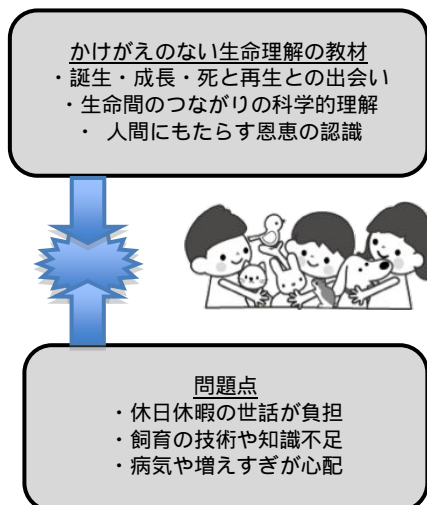 かけがえのない生命理解の教材
・誕生・成長・死と再生との出会い
・生命間のつながりの科学的理解
・ 人間にもたらす恩恵の認識
問題点
・休日休暇の世話が負担
・飼育の技術や知識不足
・病気や増えすぎが心配